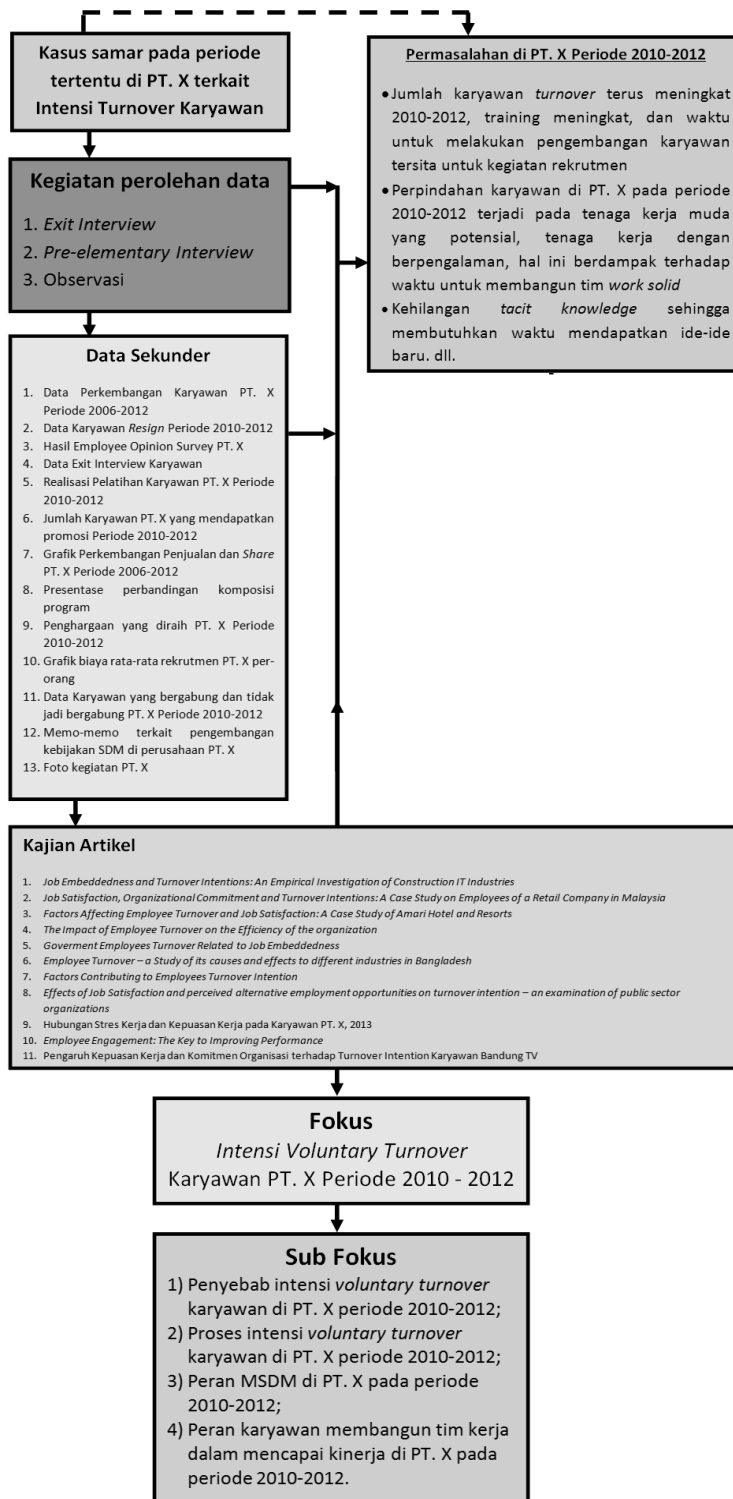 Kasus samar pada periode
tertentu di PT. X terkait
Intensi Turnover Karyawan
Permasalahan di PT. X Periode 2010-2012
• Jumlah karyawan turnover terus meningkat
2010-2012, training meningkat, dan waktu
untuk melakukan pengembangan karyawan
tersita untuk kegiatan rekrutmen
• Perpindahan karyawan di PT. X pada periode
2010-2012 terjadi pada tenaga kerja muda
yang potensial, tenaga kerja dengan
berpengalaman, hal ini berdampak terhadap
waktu untuk membangun tim work solid
• Kehilangan tacit knowledge sehingga
membutuhkan waktu mendapatkan ide-ide
baru. dll.
Kegiatan perolehan data
1. Exit Interview
2. Pre-elementary Interview
3. Observasi
Data Sekunder
1. Data Perkembangan Karyawan PT. X
Periode 2006-2012
2. Data Karyawan Resign Periode 2010-2012
3. Hasil Employee Opinion Survey PT. X
4. Data Exit Interview Karyawan
5. Realisasi Pelatihan Karyawan PT. X Periode
2010-2012
6. Jumlah Karyawan PT. X yang mendapatkan
promosi Periode 2010-2012
7. Grafik Perkembangan Penjualan dan Share
PT. X Periode 2006-2012
8. Presentase perbandingan komposisi
program
9. Penghargaan yang diraih PT. X Periode
2010-2012
10. Grafik biaya rata-rata rekrutmen PT. X per-
orang
11. Data Karyawan yang bergabung dan tidak
jadi bergabung PT. X Periode 2010-2012
12. Memo-memo terkait pengembangan
kebijakan SDM di perusahaan PT. X
13. Foto kegiatan PT. X
Kajian Artikel
1. Job Embeddedness and Turnover Intentions: An Empirical Investigation of Construction IT Industries
2. Job Satisfaction, Organizational Commitment and Turnover Intentions: A Case Study on Employees of a Retail Company in Malaysia
3. Factors Affecting Employee Turnover and Job Satisfaction: A Case Study of Amari Hotel and Resorts
4. The Impact of Employee Turnover on the Efficiency of the organization
5. Goverment Employees Turnover Related to Job Embeddedness
6. Employee Turnover – a Study of its causes and effects to different industries in Bangladesh
7. Factors Contributing to Employees Turnover Intention
8. Effects of Job Satisfaction and perceived alternative employment opportunities on turnover intention – an examination of public sector
organizations
9. Hubungan Stres Kerja dan Kepuasan Kerja pada Karyawan PT. X, 2013
10. Employee Engagement: The Key to Improving Performance
11. Pengaruh Kepuasan Kerja dan Komitmen Organisasi terhadap Turnover Intention Karyawan Bandung TV
Fokus
Intensi Voluntary Turnover
Karyawan PT. X Periode 2010 - 2012
Sub Fokus
1) Penyebab intensi voluntary turnover
karyawan di PT. X periode 2010-2012;
2) Proses intensi voluntary turnover
karyawan di PT. X periode 2010-2012;
3) Peran MSDM di PT. X pada periode
2010-2012;
4) Peran karyawan membangun tim kerja
dalam mencapai kinerja di PT. X pada
periode 2010-2012.